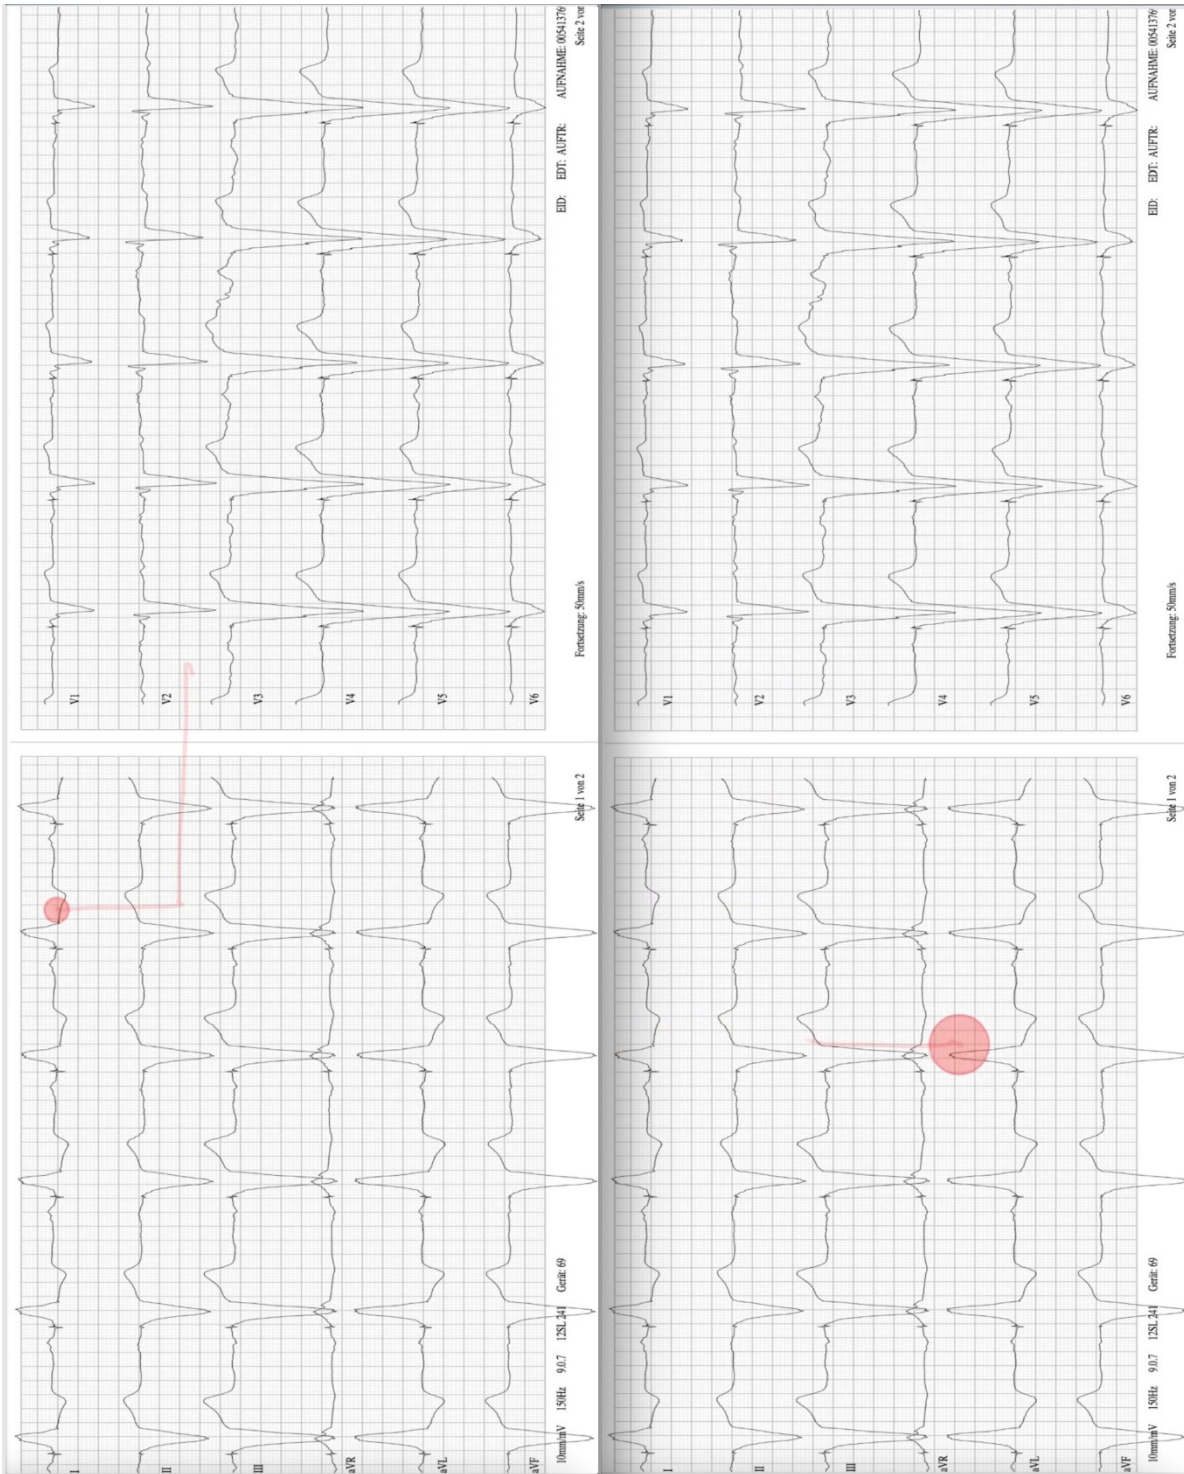 I
II
III
aVR
aVL
aVF
10mm/mV 150Hz 9.0.7 12SL 241 Gerät: 69
Seite 1 von 2
V1
V2
V3
V4
V5
V6
EID: EDT: AUFTR: AUFNAHME: 00541376
Fortsetzung: 50mm/s
Seite 2
I
II
III
aVR
aVL
aVF
10mm/mV 150Hz 9.0.7 12SL 241 Gerät: 69
Seite 1 von 2
V1
V2
V3
V4
V5
V6
EID: EDT: AUFTR: AUFNAHME: 00541376
Fortsetzung: 50mm/s
Seite 2